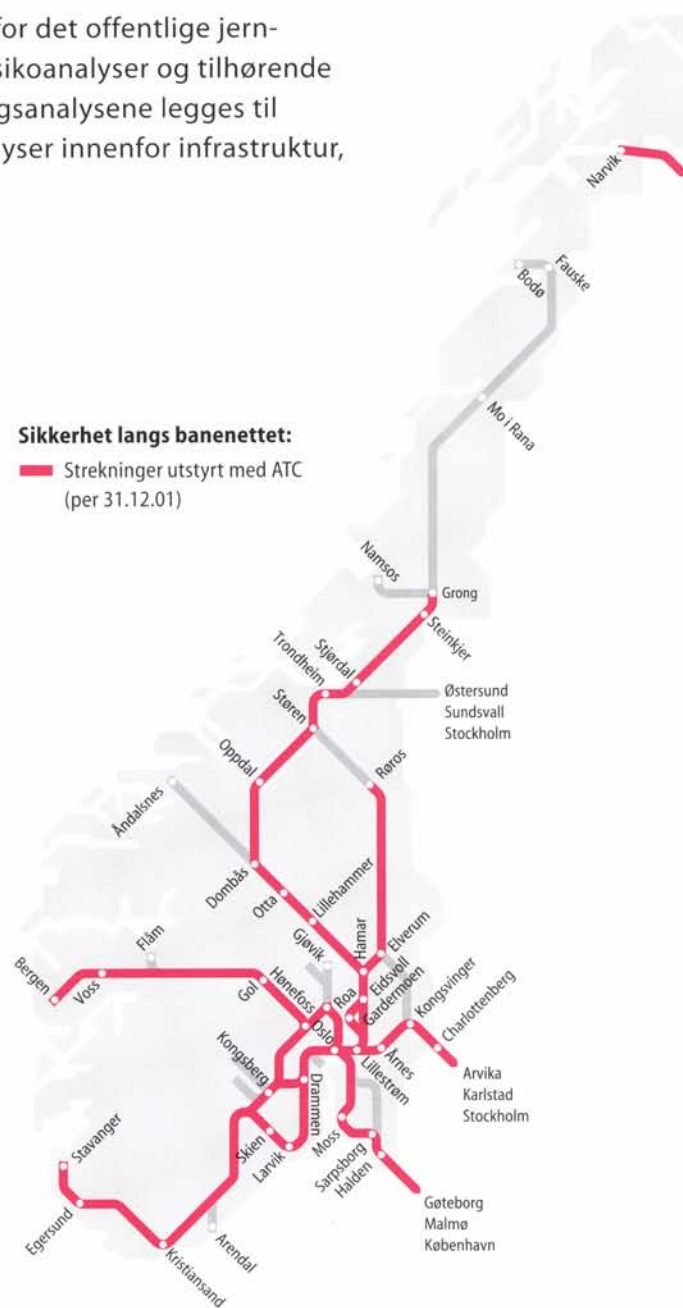 for det offentlige jern-
sikoanalyser og tilhørende
gsanalysene legges til
lyser innenfor infrastruktur,
Narvik
Fauske
Bodø
Mo i Rana
Sikkerhet langs banenettet:
Strekninger utstyrt med ATC
(per 31.12.01)
Namsos
Grong
Steinkjer
Stjørdal
Trondheim
Østersund
Sundsvall
Stockholm
Støren
Oppdal
Røros
Åndalsnes
Dombås
Otta
Lillehammer
Hamar
Elverum
Flåm
Gjøvik
Eidsvoll
Gardermoen
Kongsvinger
Charlottenberg
Bergen
Voss
Gol
Hønefoss
Roa
Oslo
Lillestrøm
Årnes
Arvika
Karlstad
Stockholm
Kongsberg
Drammen
Skien
Larvik
Moss
Sarpsborg
Halden
Stavanger
Egersund
Kristiansand
Arendal
Gøteborg
Malmø
København